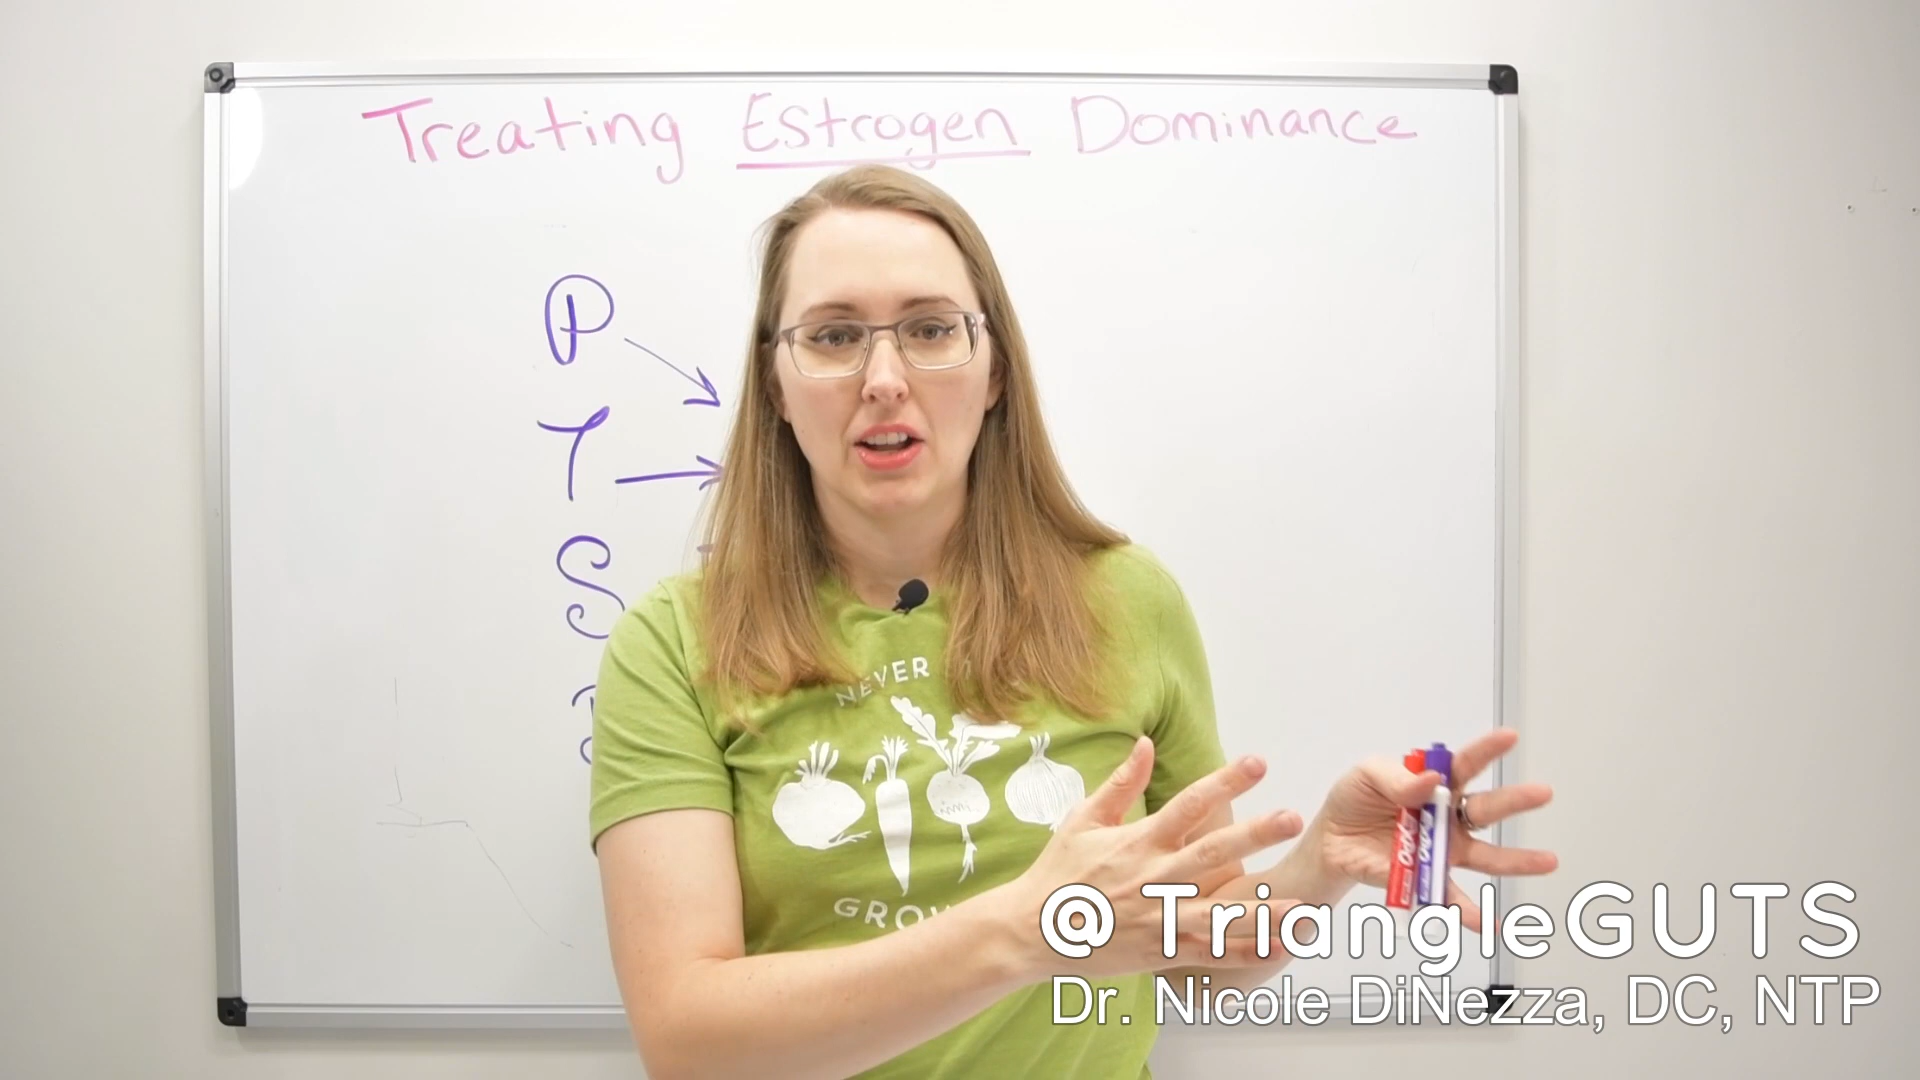 Treating Estrogen Dominance
P
T
S
NEVER
GROW
EXPO EXPO
@TriangleGUTS
Dr. Nicole DiNezza, DC, NTP